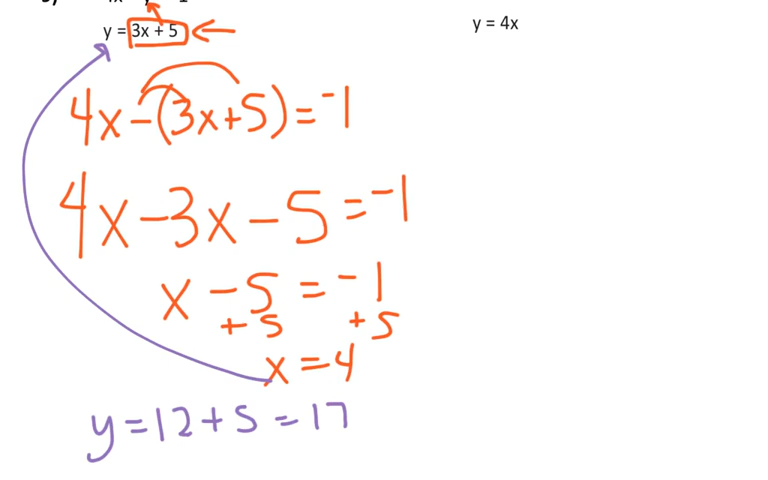 y = 3x + 5
y = 4x
4x-(3x+5)=-1
4x-3x-5=-1
x-5=-1
+5 +5
x=4
y=12+5=17